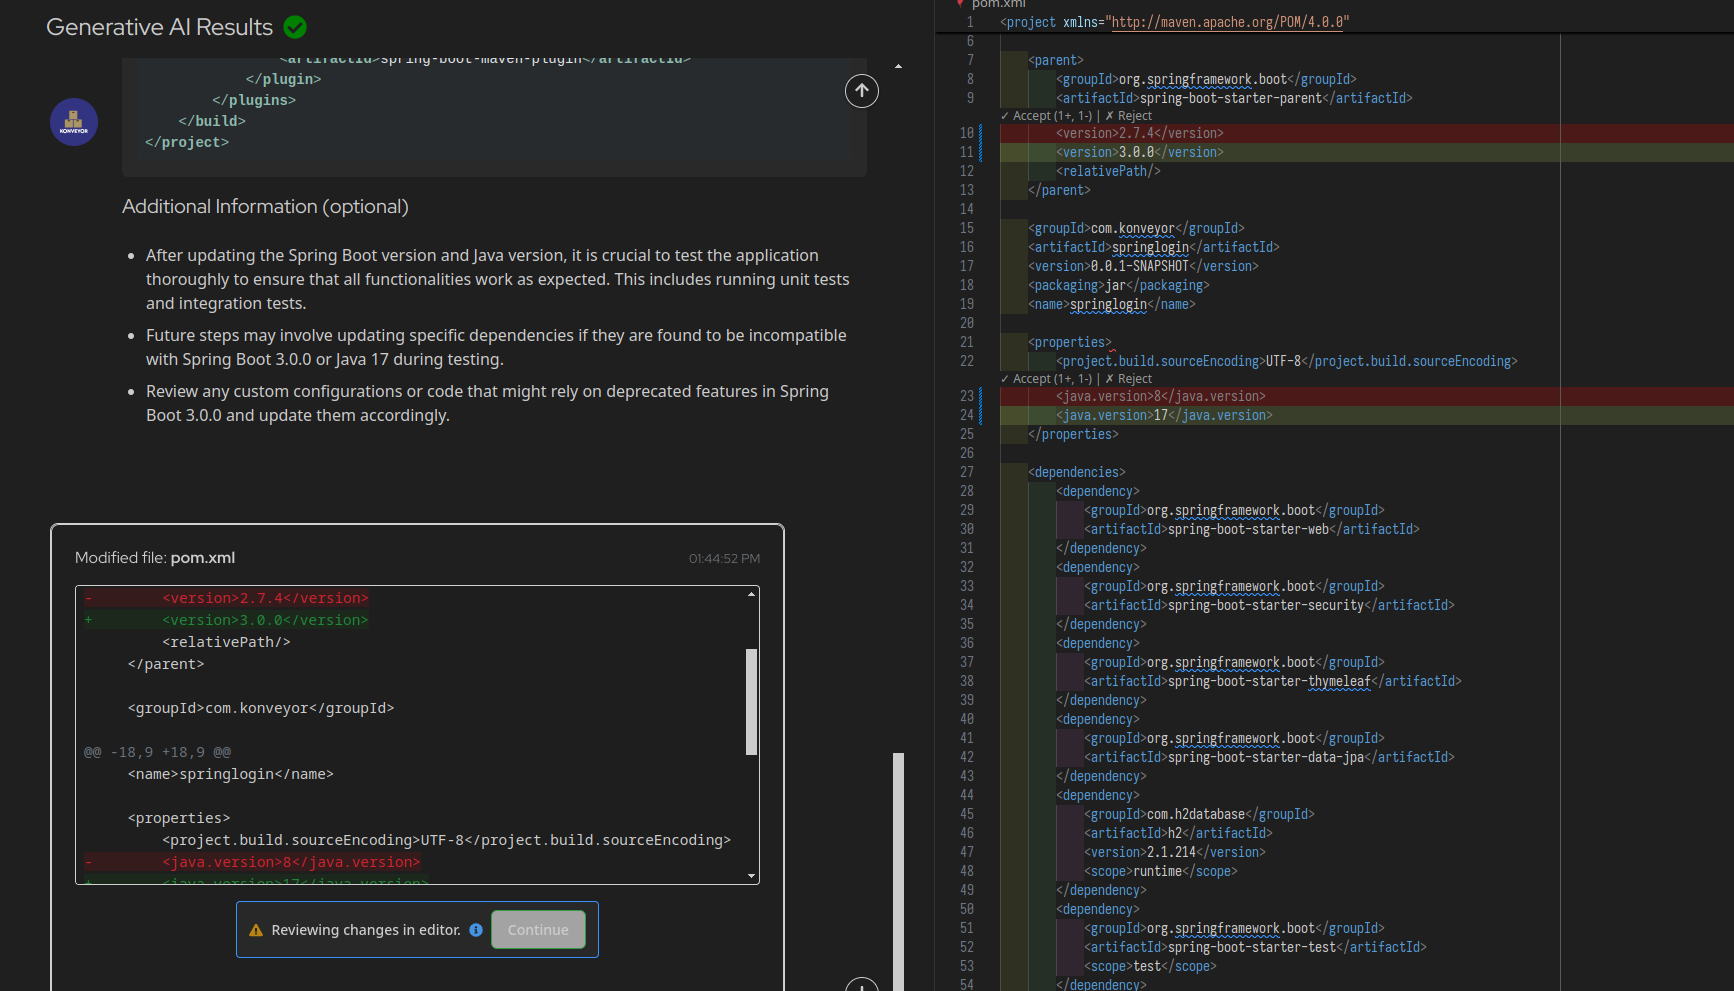 Generative AI Results
<artifactId>spring-boot-maven-plugin</artifactId>
</plugin>
</plugins>
</build>
</project>
KONVEYOR
Additional Information (optional)
• After updating the Spring Boot version and Java version, it is crucial to test the application
thoroughly to ensure that all functionalities work as expected. This includes running unit tests
and integration tests.
• Future steps may involve updating specific dependencies if they are found to be incompatible
with Spring Boot 3.0.0 or Java 17 during testing.
• Review any custom configurations or code that might rely on deprecated features in Spring
Boot 3.0.0 and update them accordingly.
Modified file: pom.xml
01:44:52 PM
- <version>2.7.4</version>
+ <version>3.0.0</version>
<relativePath/>
</parent>
<groupId>com.konveyor</groupId>
@@ -18,9 +18,9 @@
<name>springlogin</name>
<properties>
<project.build.sourceEncoding>UTF-8</project.build.sourceEncoding>
- <java.version>8</java.version>
+ <java.version>17</java.version>
Reviewing changes in editor.
Continue
pom.xml
1 <project xmlns="http://maven.apache.org/POM/4.0.0"
6
7 <parent>
8 <groupId>org.springframework.boot</groupId>
9 <artifactId>spring-boot-starter-parent</artifactId>
✓ Accept (1+, 1-) | ✗ Reject
10 <version>2.7.4</version>
11 <version>3.0.0</version>
12 <relativePath/>
13 </parent>
14
15 <groupId>com.konveyor</groupId>
16 <artifactId>springlogin</artifactId>
17 <version>0.0.1-SNAPSHOT</version>
18 <packaging>jar</packaging>
19 <name>springlogin</name>
20
21 <properties>
22 <project.build.sourceEncoding>UTF-8</project.build.sourceEncoding>
✓ Accept (1+, 1-) | ✗ Reject
23 <java.version>8</java.version>
24 <java.version>17</java.version>
25 </properties>
26
27 <dependencies>
28 <dependency>
29 <groupId>org.springframework.boot</groupId>
30 <artifactId>spring-boot-starter-web</artifactId>
31 </dependency>
32 <dependency>
33 <groupId>org.springframework.boot</groupId>
34 <artifactId>spring-boot-starter-security</artifactId>
35 </dependency>
36 <dependency>
37 <groupId>org.springframework.boot</groupId>
38 <artifactId>spring-boot-starter-thymeleaf</artifactId>
39 </dependency>
40 <dependency>
41 <groupId>org.springframework.boot</groupId>
42 <artifactId>spring-boot-starter-data-jpa</artifactId>
43 </dependency>
44 <dependency>
45 <groupId>com.h2database</groupId>
46 <artifactId>h2</artifactId>
47 <version>2.1.214</version>
48 <scope>runtime</scope>
49 </dependency>
50 <dependency>
51 <groupId>org.springframework.boot</groupId>
52 <artifactId>spring-boot-starter-test</artifactId>
53 <scope>test</scope>
54 </dependency>